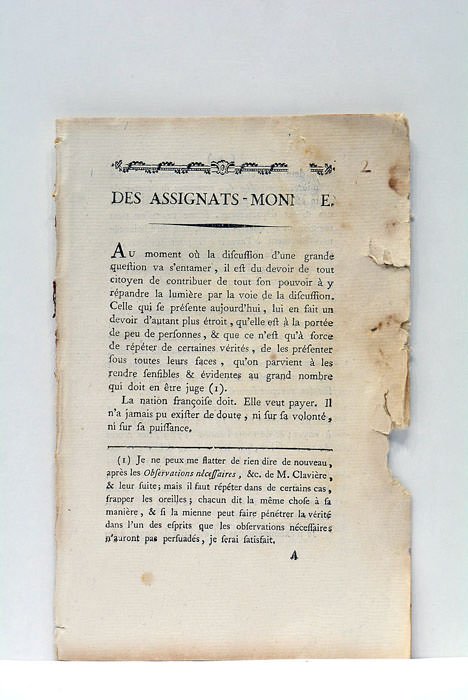 2
DES ASSIGNATS-MON E.
AU moment où la diſcuſſion d'une grande
queſtion va s'entamer, il eſt du devoir de tout
citoyen de contribuer de tout ſon pouvoir à y
répandre la lumière par la voie de la diſcuſſion.
Celle qui ſe préſente aujourd'hui, lui en fait un
devoir d'autant plus étroit, qu'elle eſt à la portée
de peu de perſonnes, & que ce n'eſt qu'à force
de répéter de certaines vérités, de les préſenter
ſous toutes leurs faces, qu'on parvient à les
rendre ſenſibles & évidentes au grand nombre
qui doit en être juge (1).
La nation françoiſe doit. Elle veut payer. Il
n'a jamais pu exiſter de doute, ni ſur ſa volonté,
ni ſur ſa puiſſance.
(1) Je ne peux me flatter de rien dire de nouveau,
après les Obſervations néceſſaires, &c. de M. Clavière,
& leur ſuite; mais il faut répéter dans de certains cas,
frapper les oreilles; chacun dit la même choſe à ſa
manière, & ſi la mienne peut faire pénétrer la vérité
dans l'un des eſprits que les obſervations néceſſaires
n'auront pas perſuadés, je ſerai ſatisfait.
A